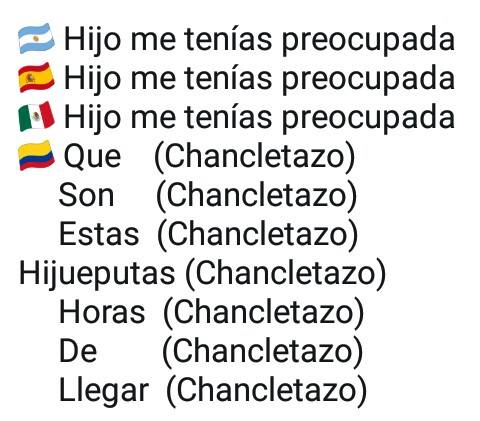 🇦🇷 Hijo me tenías preocupada
🇪🇸 Hijo me tenías preocupada
🇲🇽 Hijo me tenías preocupada
🇨🇴 Que (Chancletazo)
Son (Chancletazo)
Estas (Chancletazo)
Hijueputas (Chancletazo)
Horas (Chancletazo)
De (Chancletazo)
Llegar (Chancletazo)